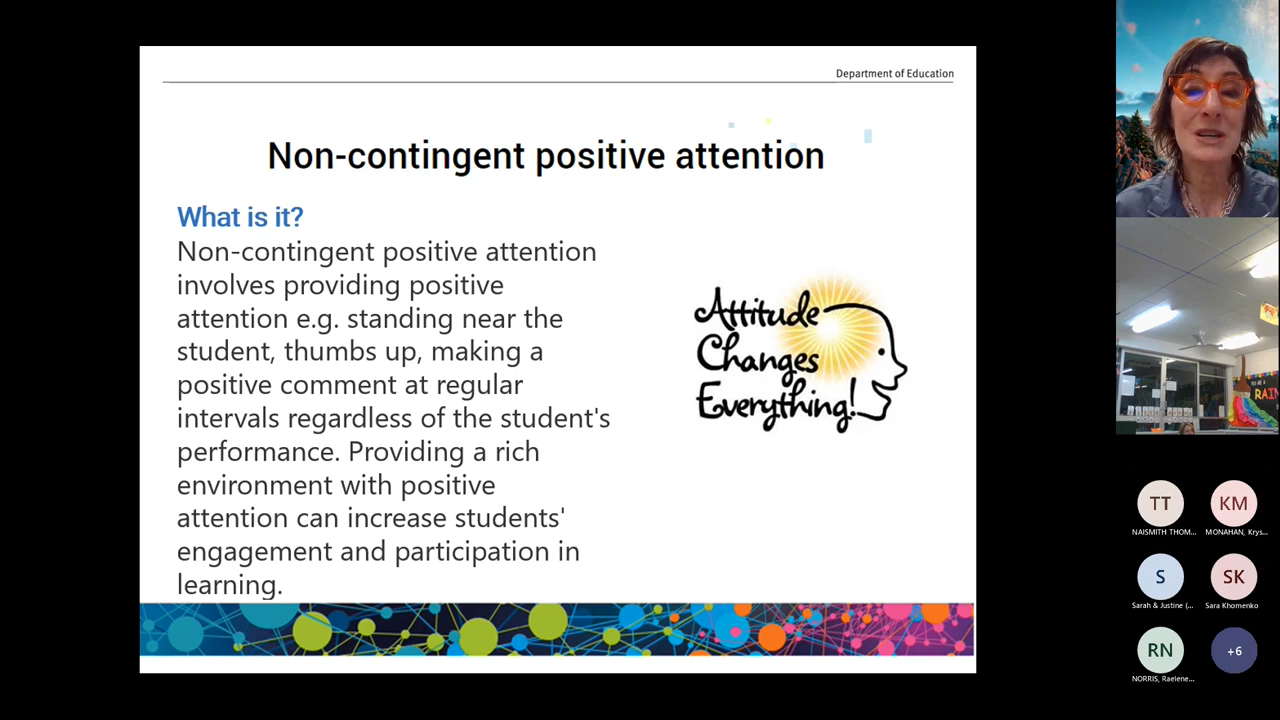 Department of Education
Non-contingent positive attention
What is it?
Non-contingent positive attention
involves providing positive
attention e.g. standing near the
student, thumbs up, making a
positive comment at regular
intervals regardless of the student's
performance. Providing a rich
environment with positive
attention can increase students'
engagement and participation in
learning.
Attitude
Changes
Everything!
RAIN
TT
KM
NAISMITH THOM...
MONAHAN, Krys...
S
SK
Sarah & Justine (...
Sara Khomenko
RN
+6
NORRIS, Raelene...